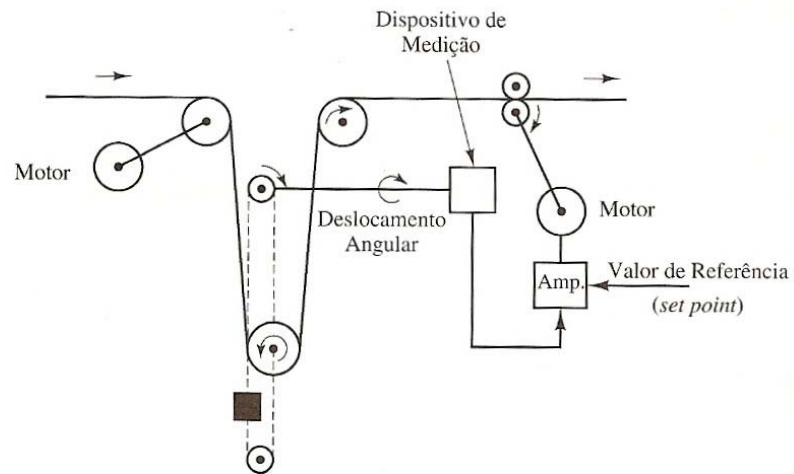 Dispositivo de
Medição
Motor
Deslocamento
Angular
Motor
Amp.
Valor de Referência
(set point)